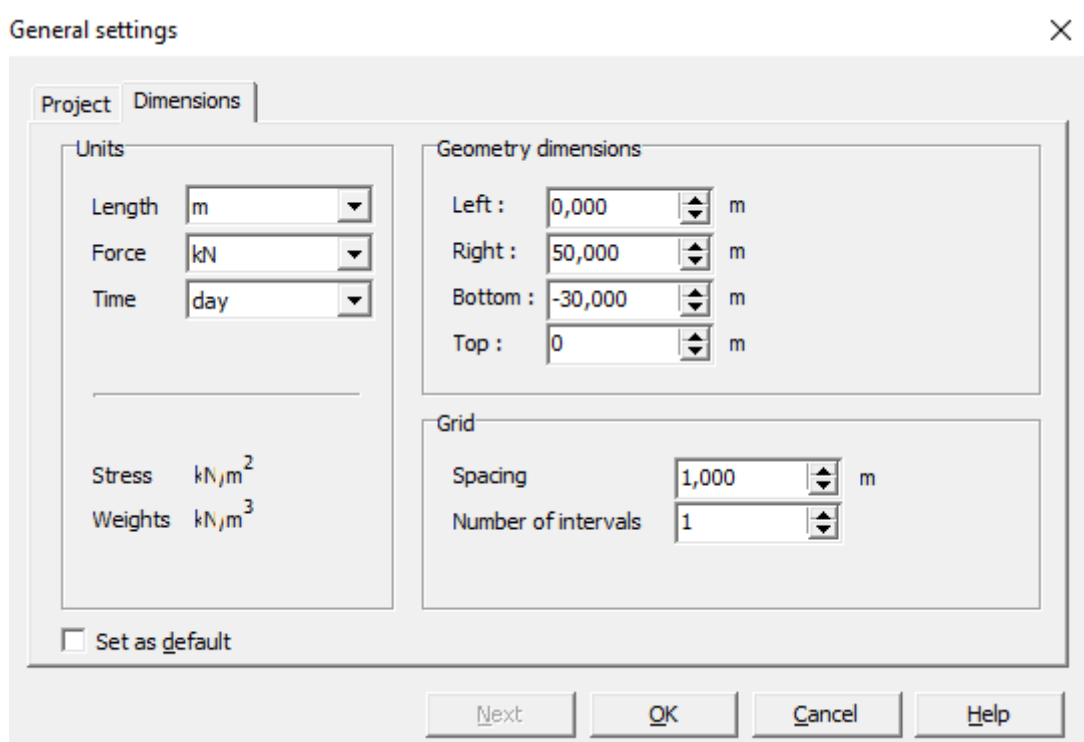 General settings
Project Dimensions
Units
Length m
Force kN
Time day
Stress kN/m²
Weights kN/m³
Geometry dimensions
Left : 0,000 m
Right : 50,000 m
Bottom : -30,000 m
Top : 0 m
Grid
Spacing 1,000 m
Number of intervals 1
Set as default
Next OK Cancel Help